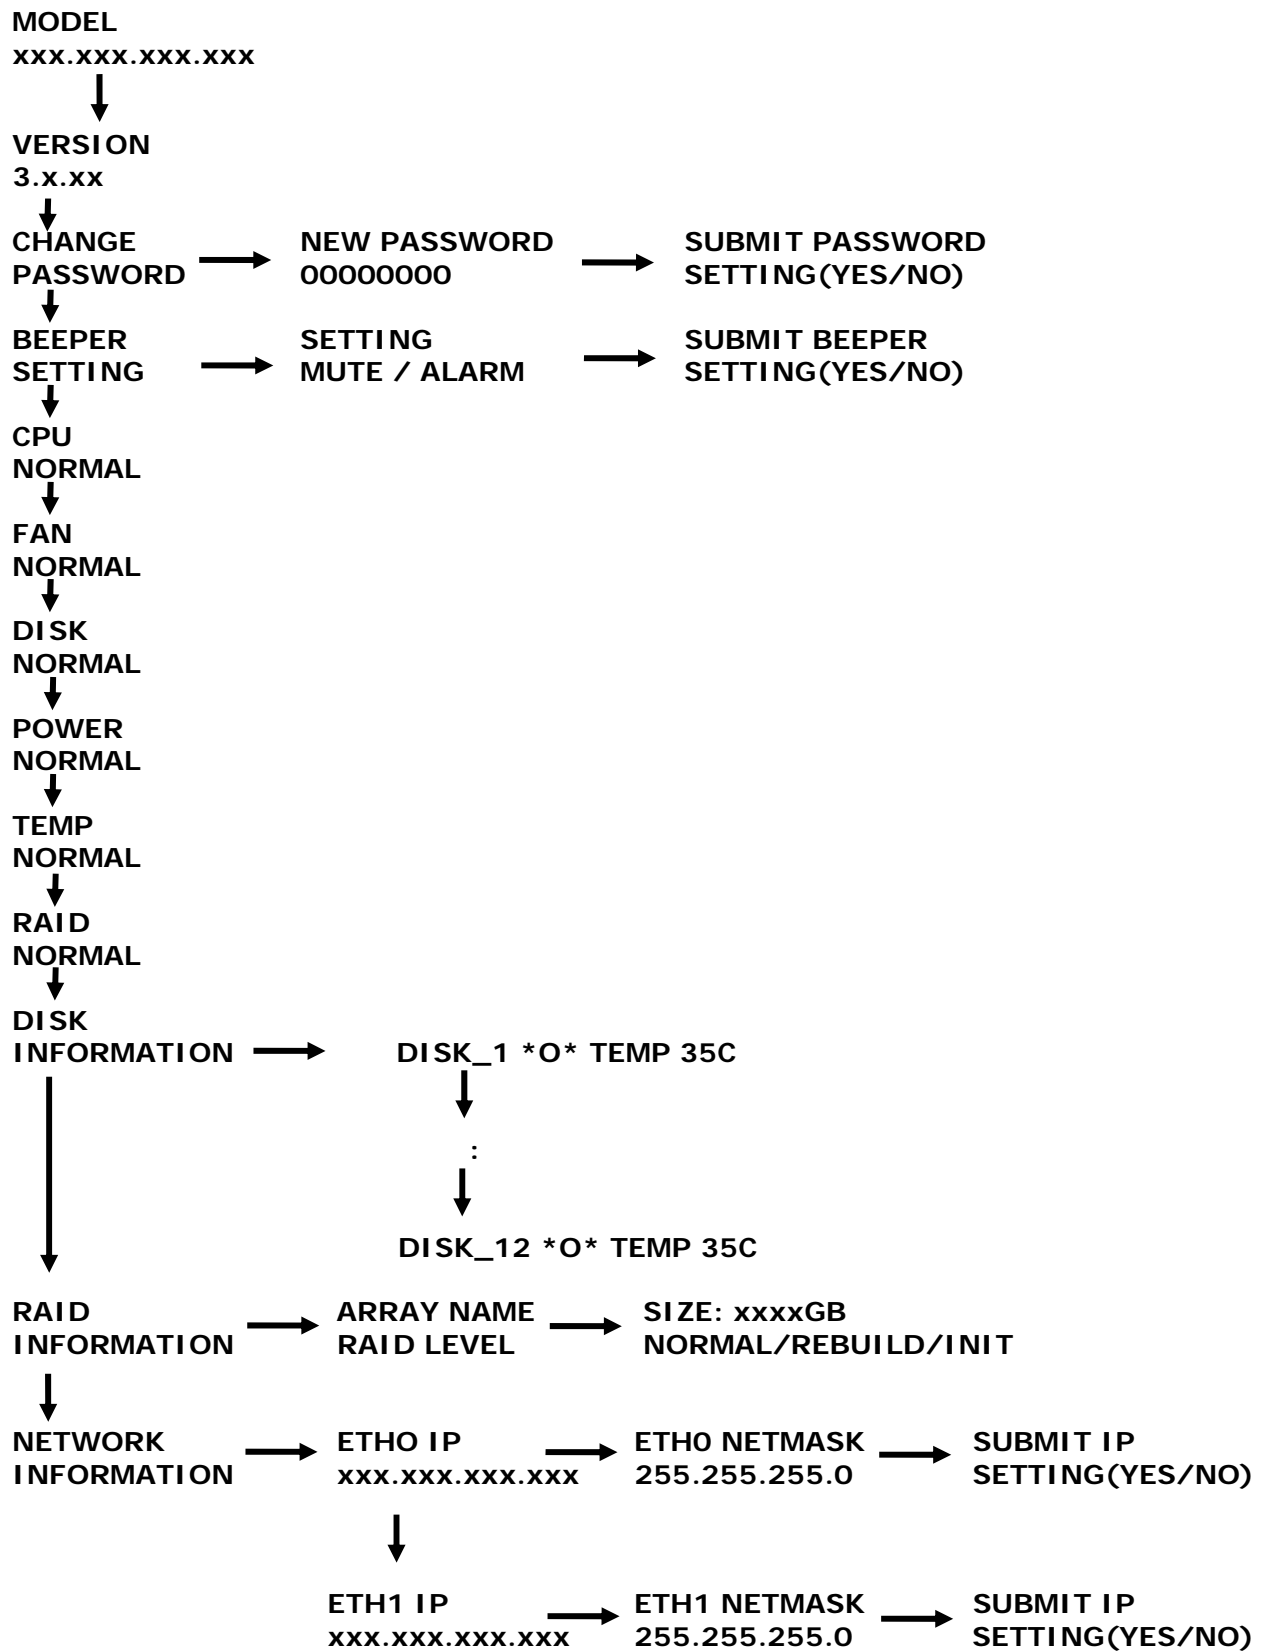 MODEL
xxx.xxx.xxx.xxx
VERSION
3.x.xx
CHANGE PASSWORD
NEW PASSWORD
00000000
SUBMIT PASSWORD
SETTING(YES/NO)
BEEPER
SETTING
SETTING
MUTE / ALARM
SUBMIT BEEPER
SETTING(YES/NO)
CPU
NORMAL
FAN
NORMAL
DISK
NORMAL
POWER
NORMAL
TEMP
NORMAL
RAID
NORMAL
DISK
INFORMATION
DISK_1 *O* TEMP 35C
:
DISK_12 *O* TEMP 35C
RAID
INFORMATION
ARRAY NAME
RAID LEVEL
SIZE: xxxxGB
NORMAL/REBUILD/INIT
NETWORK
INFORMATION
ETHO IP
xxx.xxx.xxx.xxx
ETH0 NETMASK
255.255.255.0
SUBMIT IP
SETTING(YES/NO)
ETH1 IP
xxx.xxx.xxx.xxx
ETH1 NETMASK
255.255.255.0
SUBMIT IP
SETTING(YES/NO)